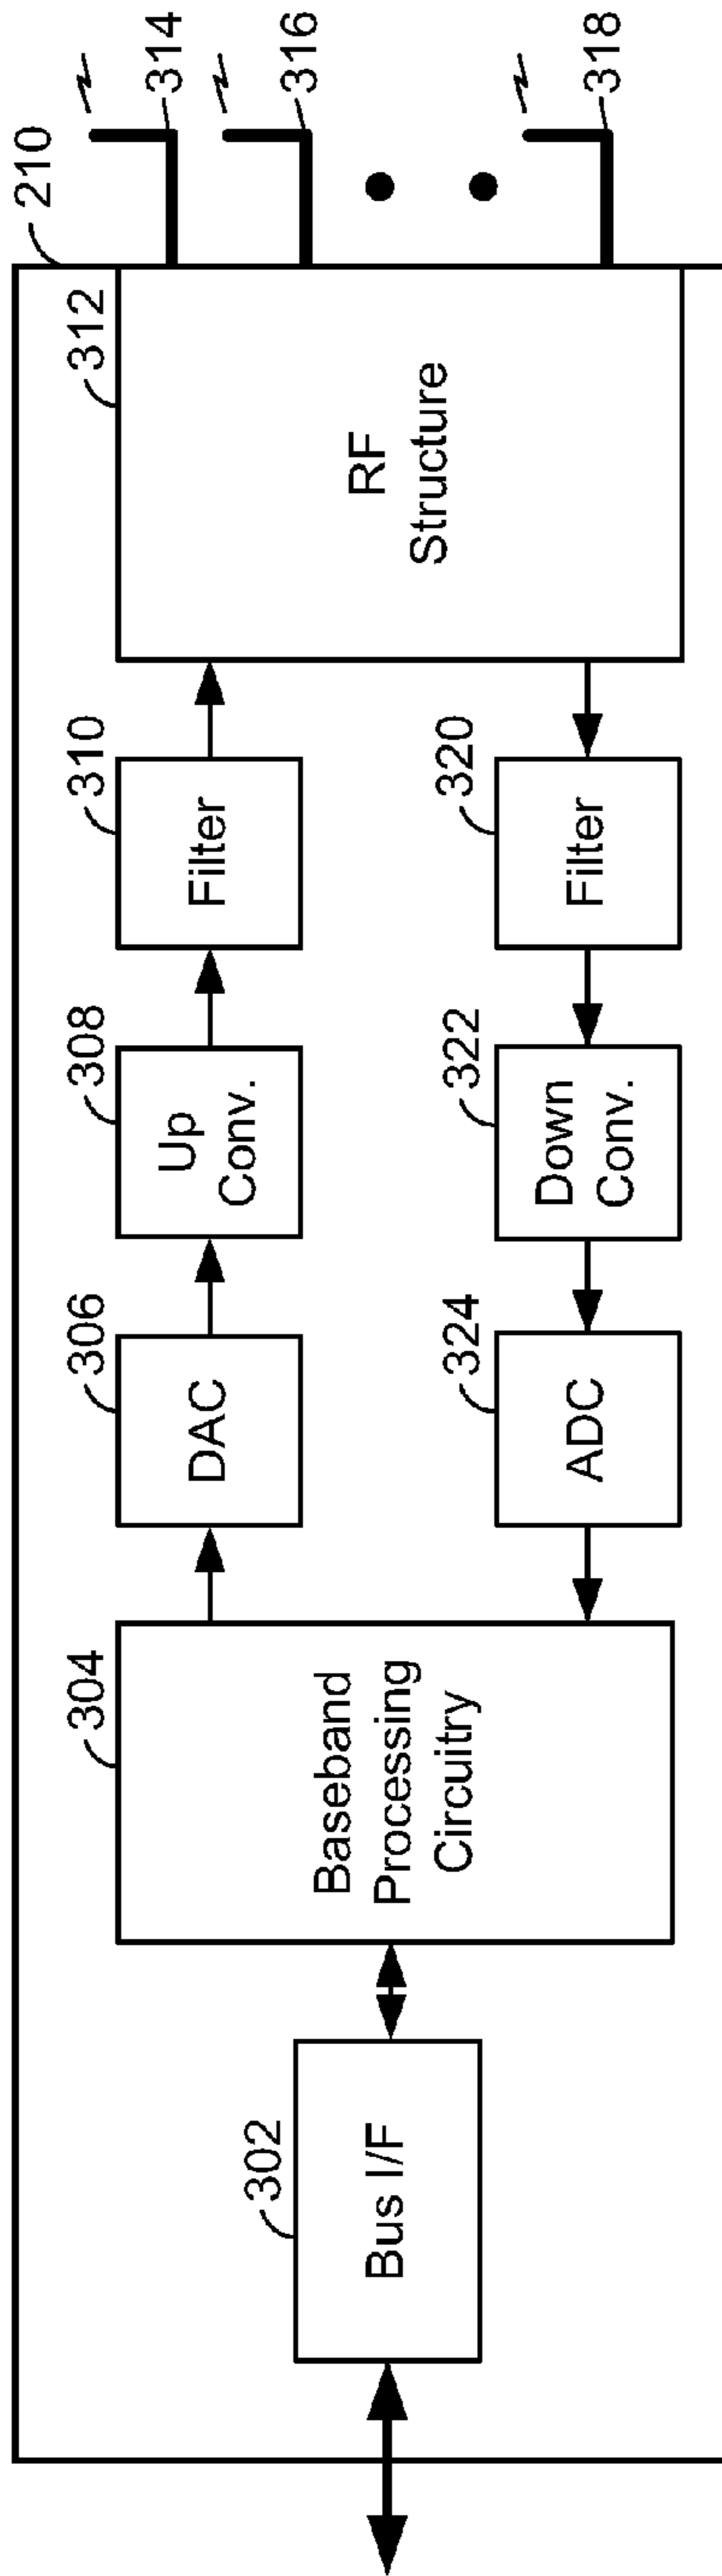 210
302
Bus I/F
304
Baseband
Processing
Circuitry
306
DAC
308
Up
Conv.
310
Filter
312
RF
Structure
314
316
318
320
Filter
322
Down
Conv.
324
ADC